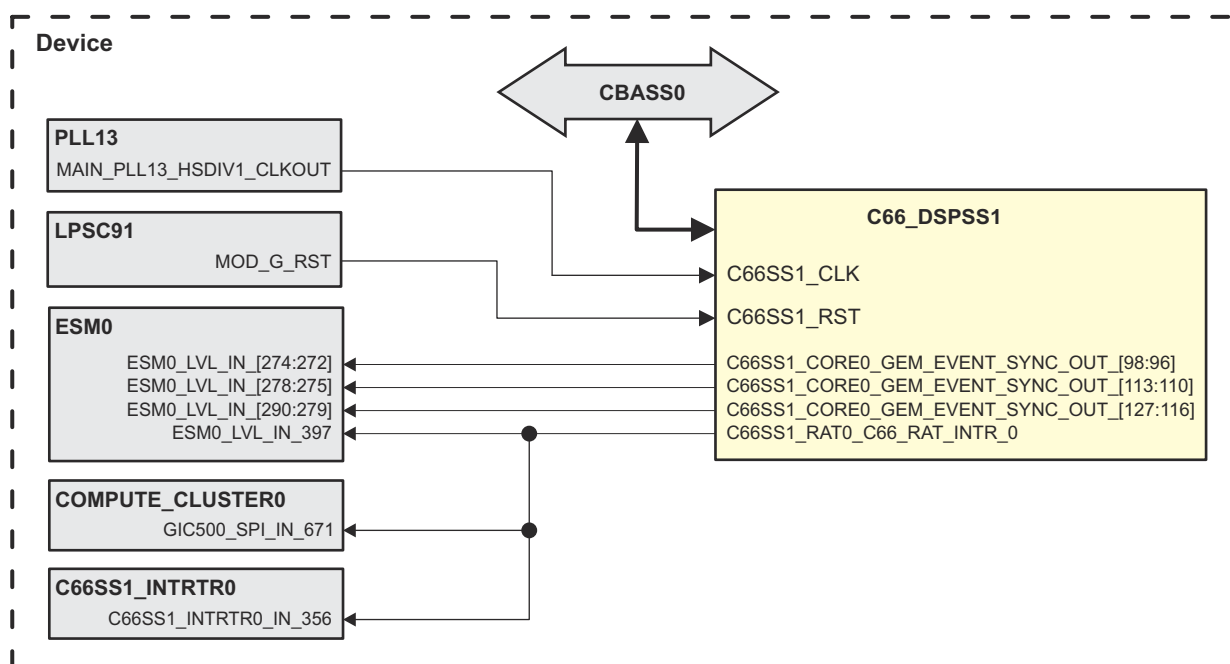 Device
CBASS0
PLL13
MAIN_PLL13_HSDIV1_CLKOUT
LPSC91
MOD_G_RST
ESM0
ESM0_LVL_IN_[274:272]
ESM0_LVL_IN_[278:275]
ESM0_LVL_IN_[290:279]
ESM0_LVL_IN_397
COMPUTE_CLUSTER0
GIC500_SPI_IN_671
C66SS1_INTRTR0
C66SS1_INTRTR0_IN_356
C66_DSPSS1
C66SS1_CLK
C66SS1_RST
C66SS1_CORE0_GEM_EVENT_SYNC_OUT_[98:96]
C66SS1_CORE0_GEM_EVENT_SYNC_OUT_[113:110]
C66SS1_CORE0_GEM_EVENT_SYNC_OUT_[127:116]
C66SS1_RAT0_C66_RAT_INTR_0